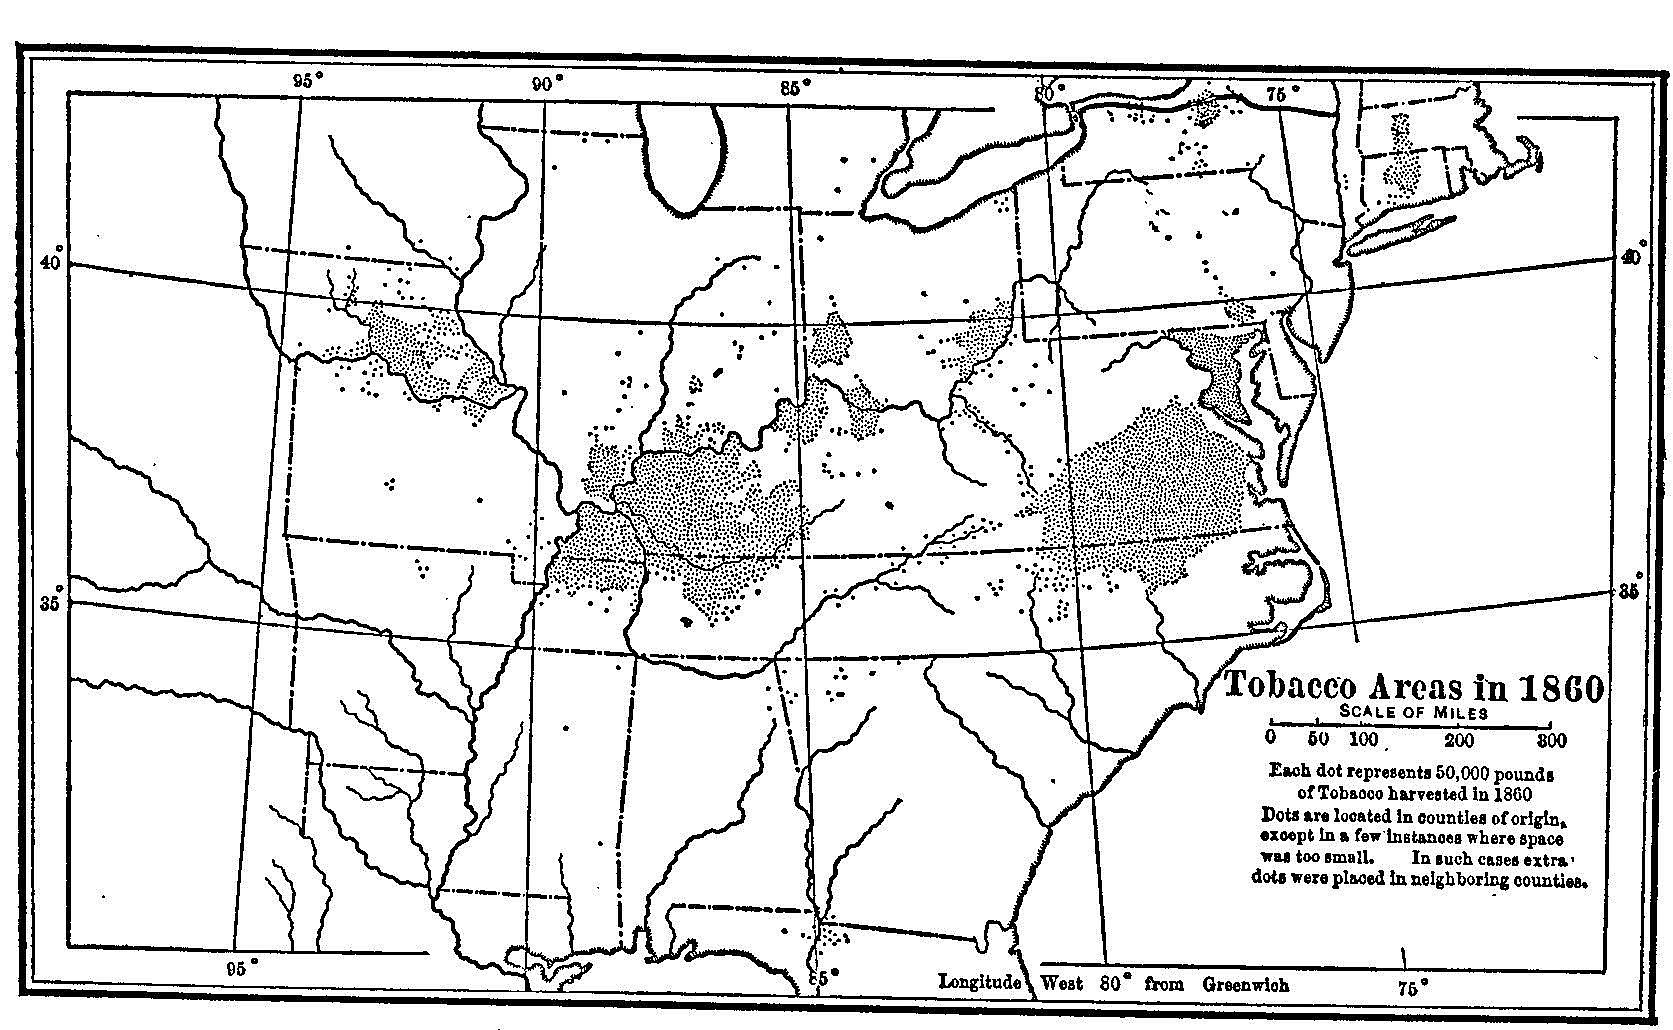 95°
90°
85°
80°
75°
40°
40°
35°
35°
Tobacco Areas in 1860
SCALE OF MILES
0 50 100 200 300
Each dot represents 50,000 pounds
of Tobacco harvested in 1860
Dots are located in counties of origin,
except in a few instances where space
was too small. In such cases extra
dots were placed in neighboring counties.
95°
85°
Longitude West 80° from Greenwich
75°